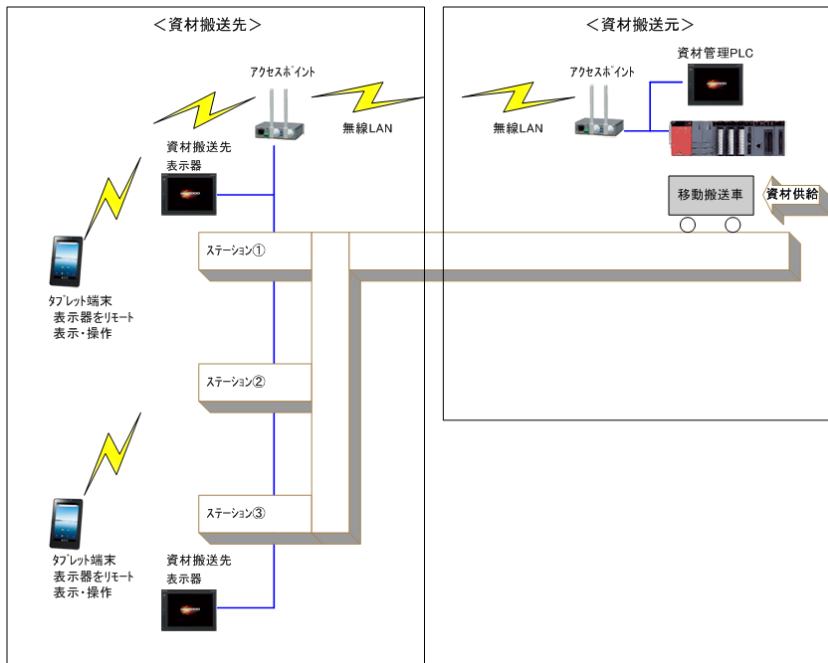 ＜資材搬送先＞
アクセスポイント
無線LAN
資材搬送先
表示器
ステーション①
タブレット端末
表示器をリモート
表示・操作
ステーション②
ステーション③
タブレット端末
表示器をリモート
表示・操作
資材搬送先
表示器
＜資材搬送元＞
資材管理PLC
アクセスポイント
無線LAN
移動搬送車
資材供給